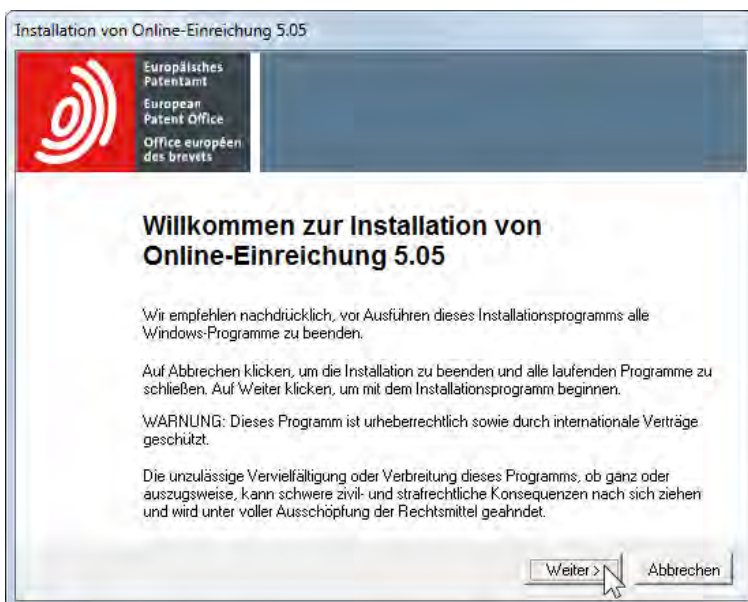 Installation von Online-Einreichung 5.05
Europäisches
Patentamt
European
Patent Office
Office européen
des brevets
Willkommen zur Installation von
Online-Einreichung 5.05
Wir empfehlen nachdrücklich, vor Ausführen dieses Installationsprogramms alle
Windows-Programme zu beenden.
Auf Abbrechen klicken, um die Installation zu beenden und alle laufenden Programme zu
schließen. Auf Weiter klicken, um mit dem Installationsprogramm beginnen.
WARNUNG: Dieses Programm ist urheberrechtlich sowie durch internationale Verträge
geschützt.
Die unzulässige Vervielfältigung oder Verbreitung dieses Programms, ob ganz oder
auszugsweise, kann schwere zivil- und strafrechtliche Konsequenzen nach sich ziehen
und wird unter voller Ausschöpfung der Rechtsmittel geahndet.
Weiter > Abbrechen